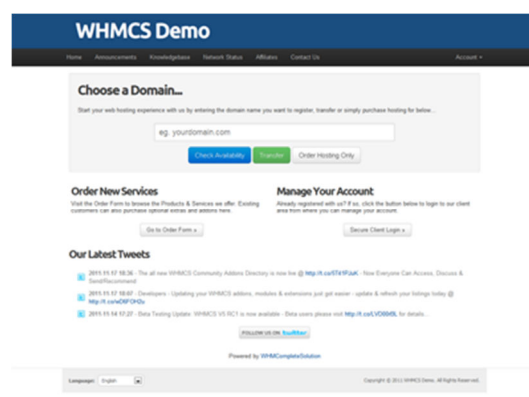 WHMCS Demo
Home Announcements Knowledgebase Network Status Affiliates Contact Us Account
Choose a Domain...
Start your web hosting experience with us by entering the domain name you want to register, transfer or simply purchase hosting for below...
eg. yourdomain.com
Check Availability Transfer Order Hosting Only
Order New Services
Visit the Order Form to browse the Products & Services we offer. Existing
customers can also purchase optional extras and addons here.
Go to Order Form »
Manage Your Account
Already registered with us? If so, click the button below to login to our client
area from where you can manage your account.
Secure Client Login »
Our Latest Tweets
2011-11-17 18:36 - The all new WHMCS Community Addons Directory is now live @ - Now Everyone Can Access, Discuss &
Send/Recommend!
2011-11-17 18:07 - Developers - Updating your WHMCS addons, modules & extensions just got easier - update & refresh your listings today @
2011-11-14 17:27 - Beta Testing Update: WHMCS V5 RC1 is now available - Beta users please visit for details...
FOLLOW US ON twitter
Powered by WHMCompleteSolution
Language: English
Copyright © 2011 WHMCS Demo. All Rights Reserved.